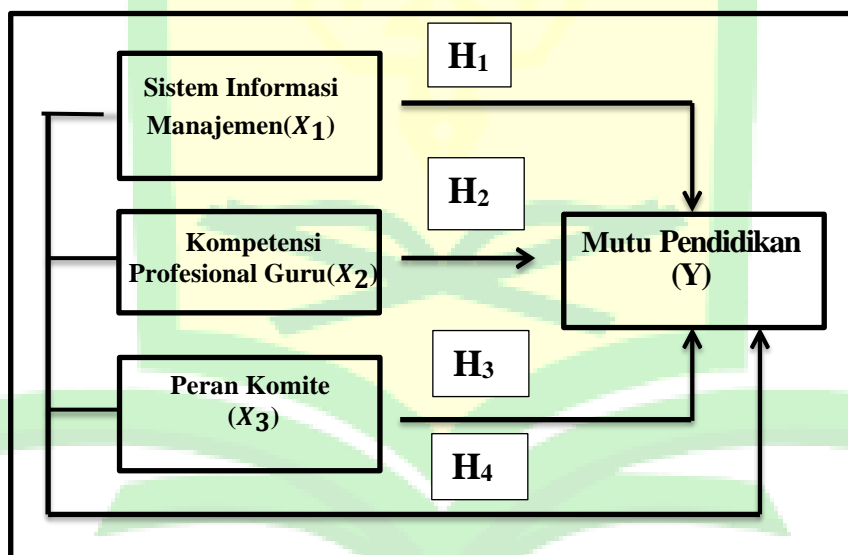 H₁
Sistem Informasi
Manajemen(X₁)
H₂
Kompetensi
Profesional Guru(X₂)
Mutu Pendidikan
(Y)
H₃
Peran Komite
(X₃)
H₄